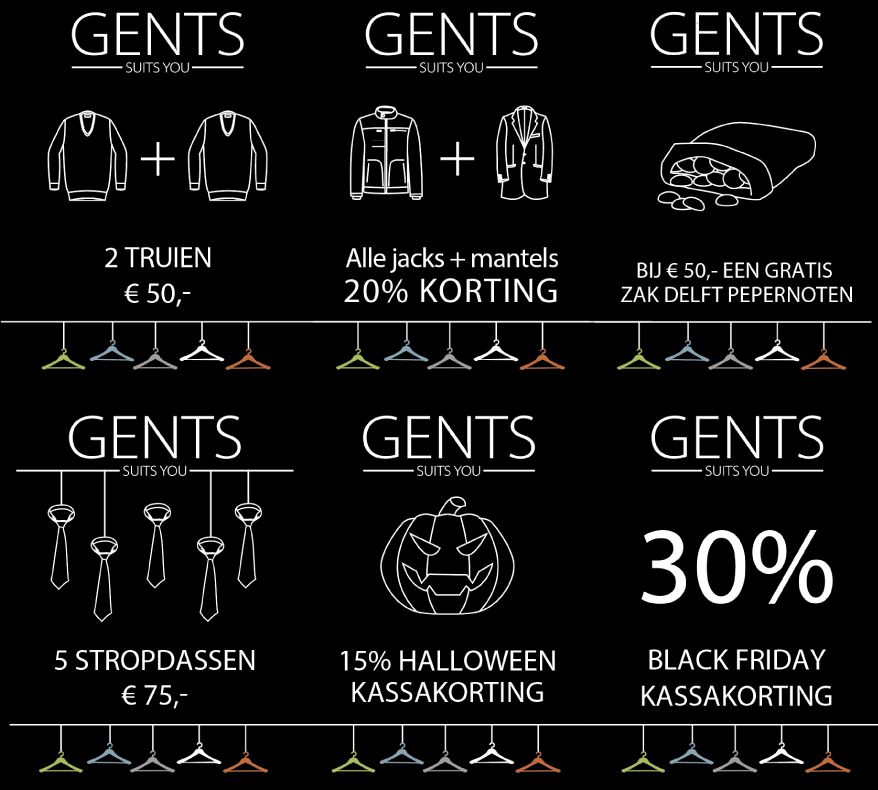 GENTS
SUITS YOU
2 TRUIEN
€ 50,-
GENTS
SUITS YOU
Alle jacks + mantels
20% KORTING
GENTS
SUITS YOU
BIJ € 50,- EEN GRATIS
ZAK DELFT PEPERNOTEN
GENTS
SUITS YOU
5 STROPDASSEN
€ 75,-
GENTS
SUITS YOU
15% HALLOWEEN
KASSAKORTING
GENTS
SUITS YOU
30%
BLACK FRIDAY
KASSAKORTING